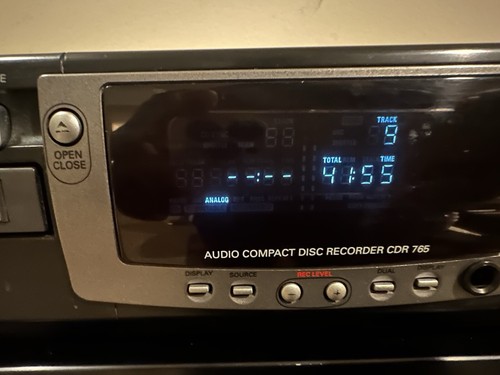 TRACK
9
TOTAL TIME
--:-- 41:55
ANALOG
OPEN
CLOSE
AUDIO COMPACT DISC RECORDER CDR 765
DISPLAY SOURCE REC LEVEL DUAL